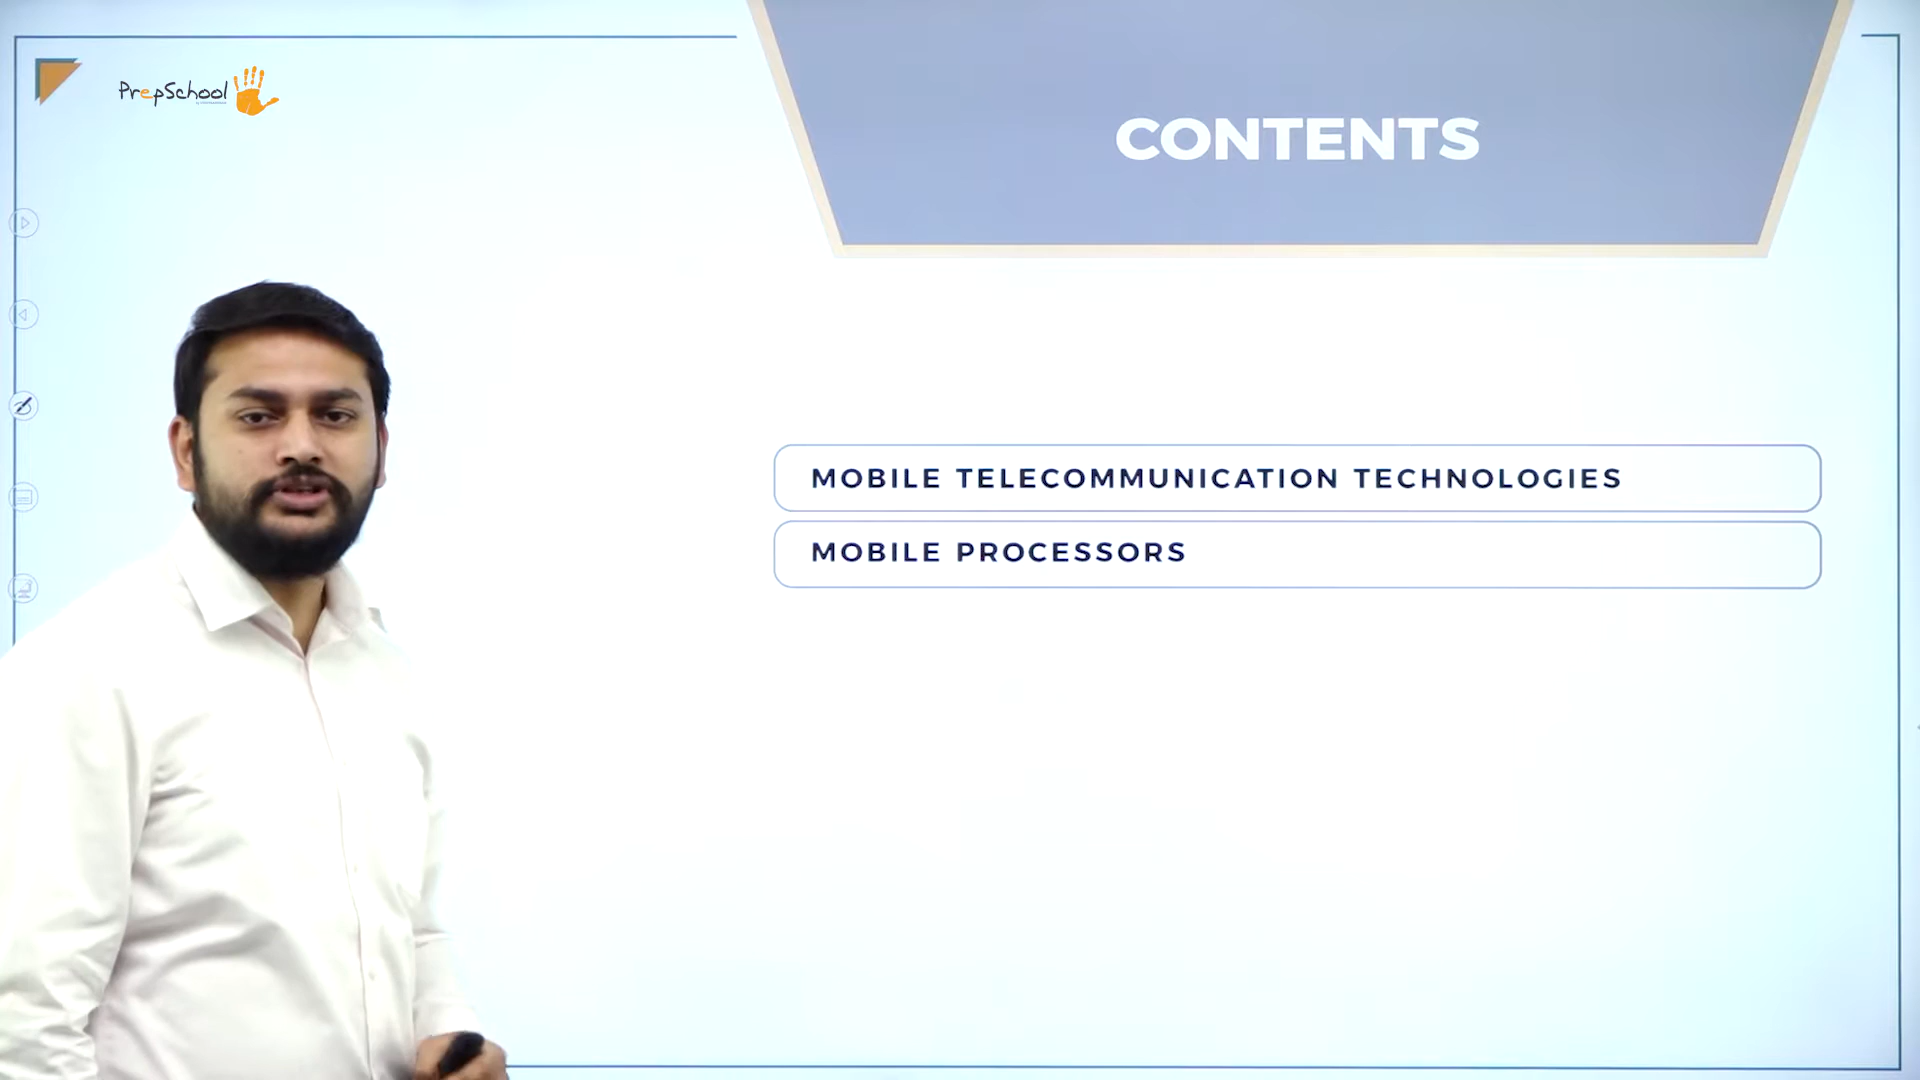 PrepSchool
CONTENTS
MOBILE TELECOMMUNICATION TECHNOLOGIES
MOBILE PROCESSORS